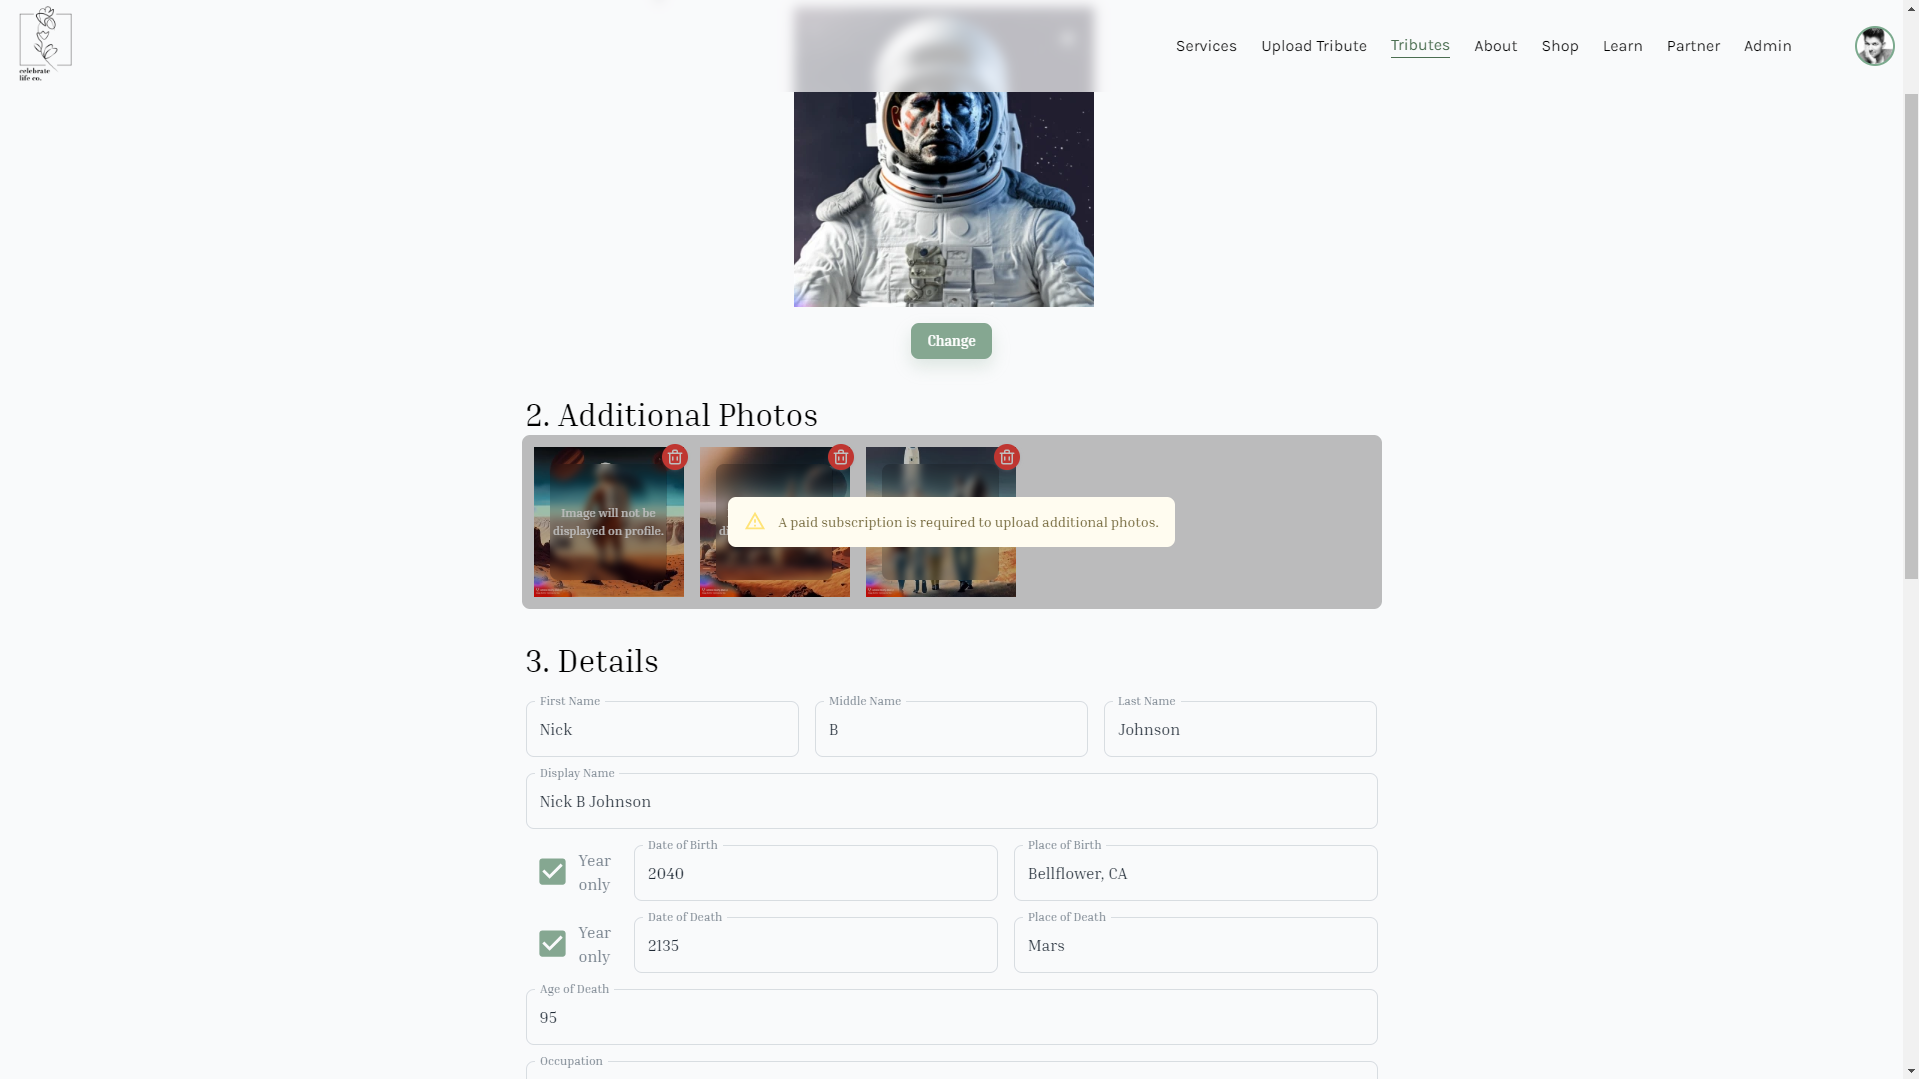 celebrate
life co.
Services
Upload Tribute
Tributes
About
Shop
Learn
Partner
Admin
Change
2. Additional Photos
Image will not be
displayed on profile.
di
A paid subscription is required to upload additional photos.
3. Details
First Name
Nick
Middle Name
B
Last Name
Johnson
Display Name
Nick B Johnson
Year
only
Date of Birth
2040
Place of Birth
Bellflower, CA
Year
only
Date of Death
2135
Place of Death
Mars
Age of Death
95
Occupation